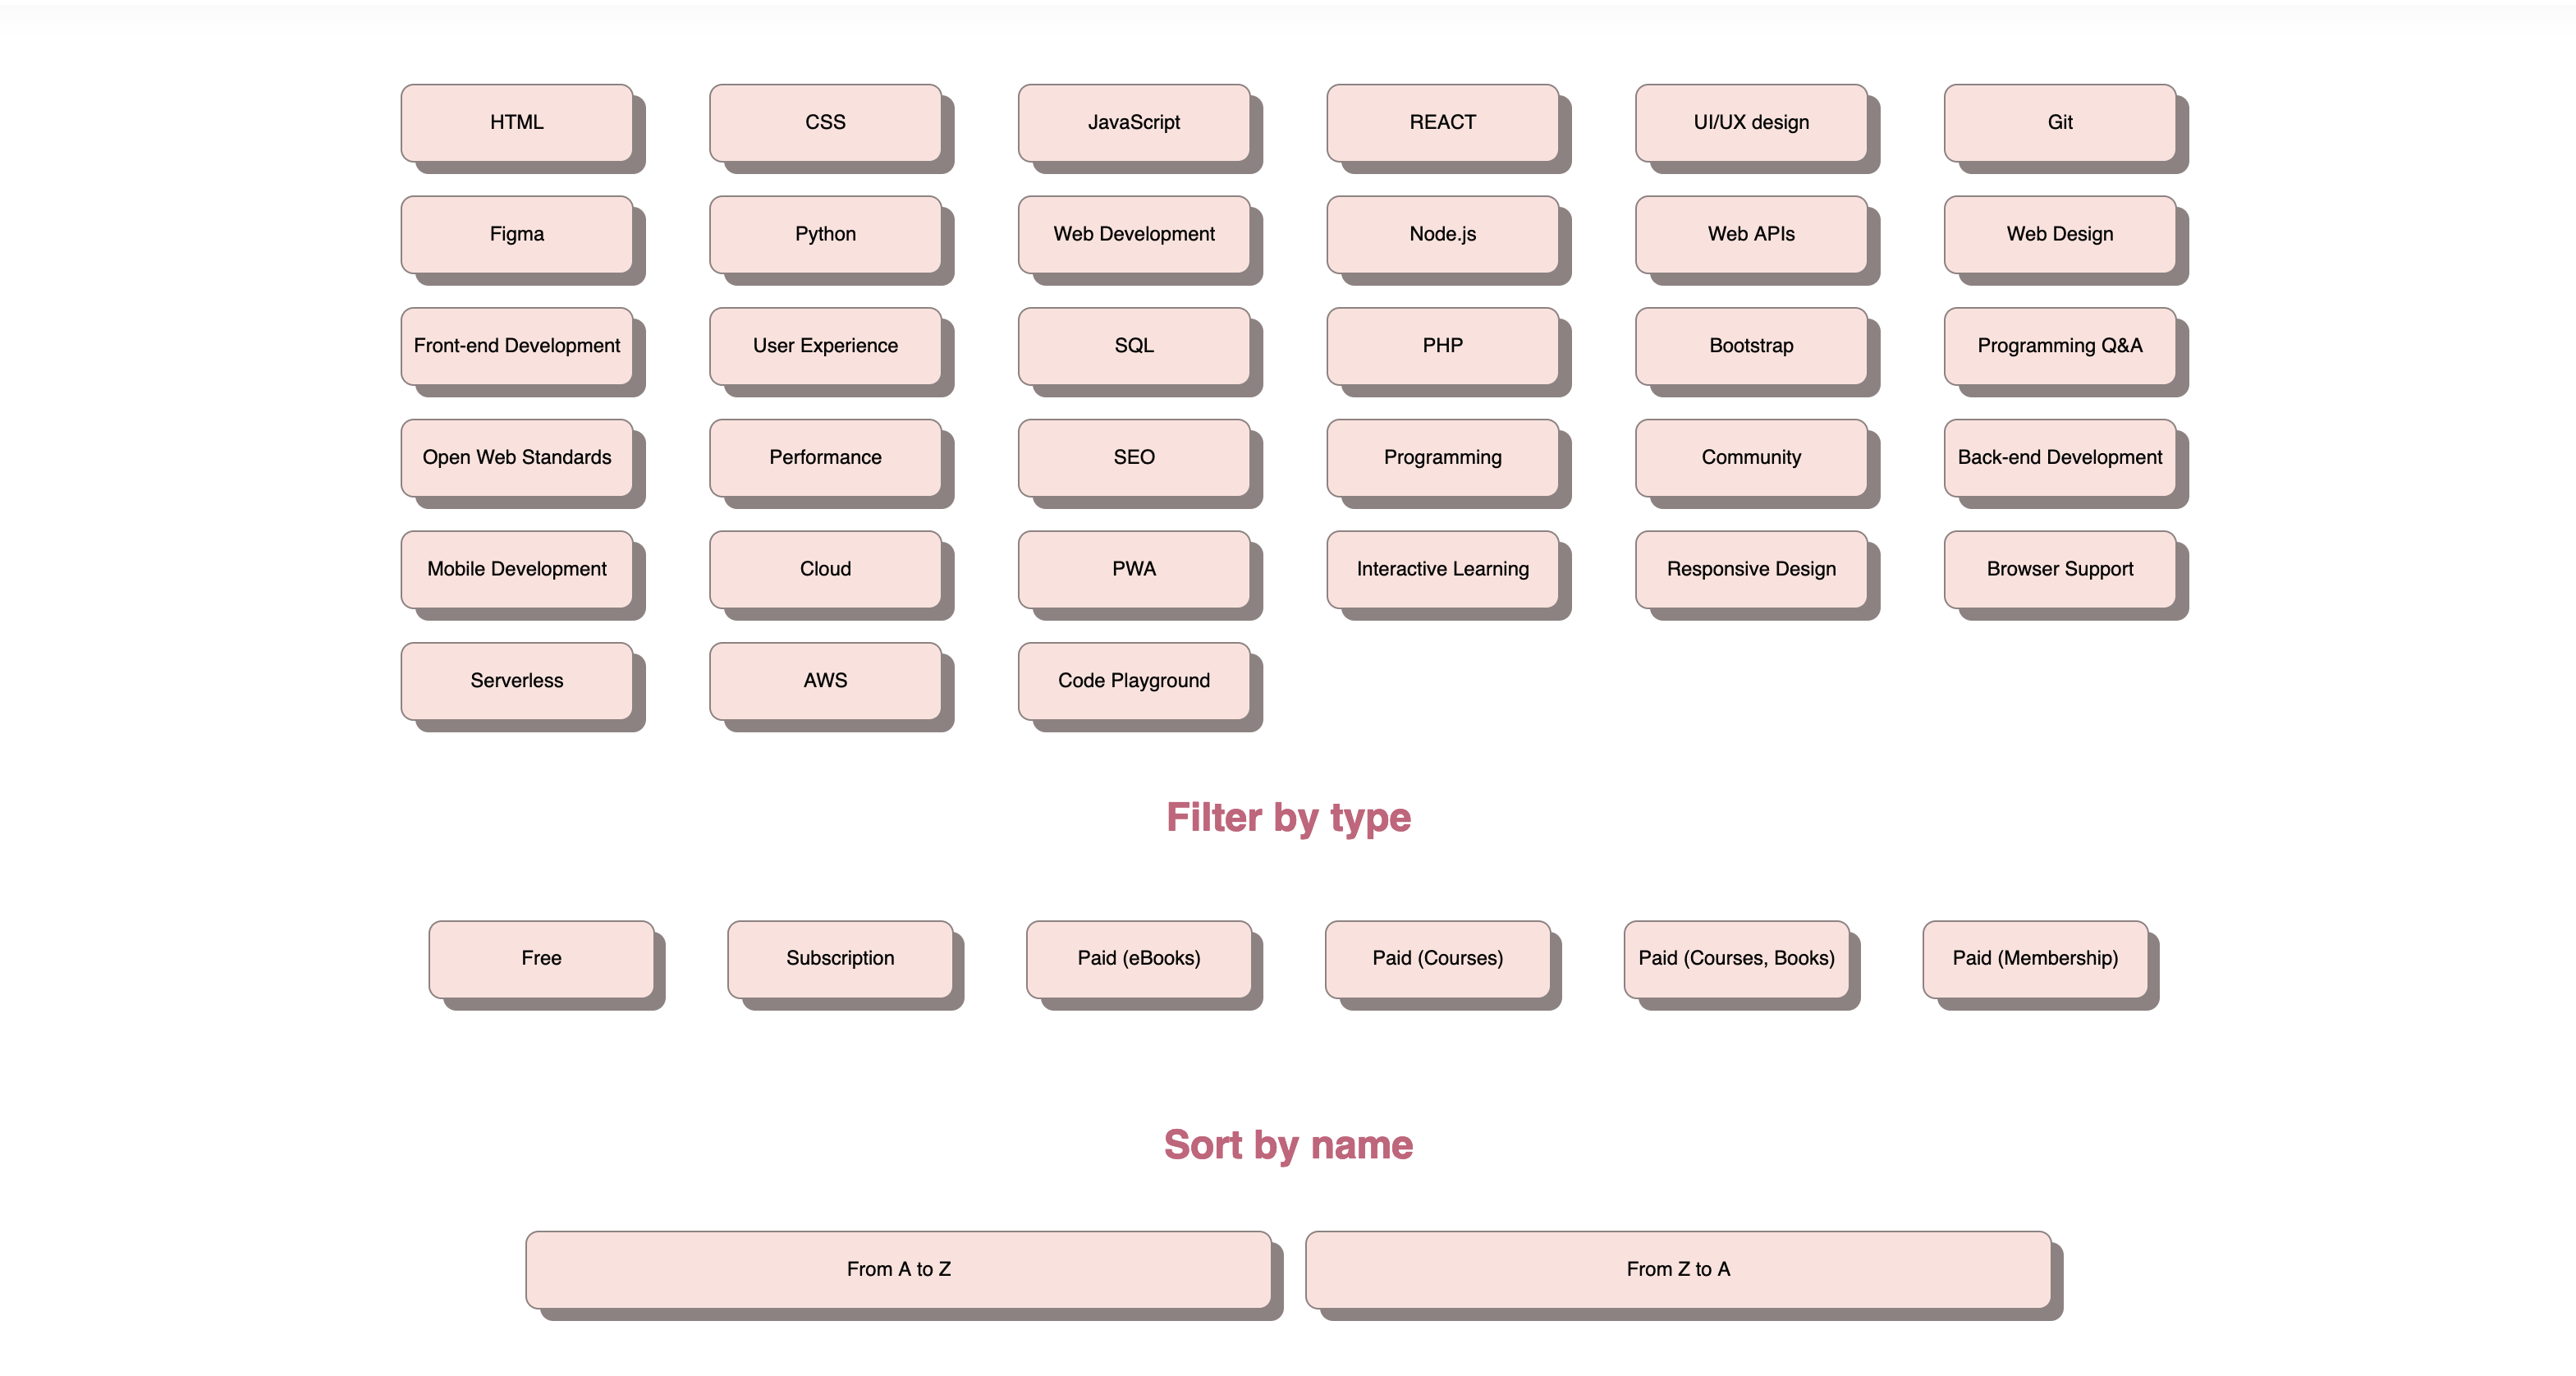 HTML
CSS
JavaScript
REACT
UI/UX design
Git
Figma
Python
Web Development
Node.js
Web APIs
Web Design
Front-end Development
User Experience
SQL
PHP
Bootstrap
Programming Q&A
Open Web Standards
Performance
SEO
Programming
Community
Back-end Development
Mobile Development
Cloud
PWA
Interactive Learning
Responsive Design
Browser Support
Serverless
AWS
Code Playground
Filter by type
Free
Subscription
Paid (eBooks)
Paid (Courses)
Paid (Courses, Books)
Paid (Membership)
Sort by name
From A to Z
From Z to A